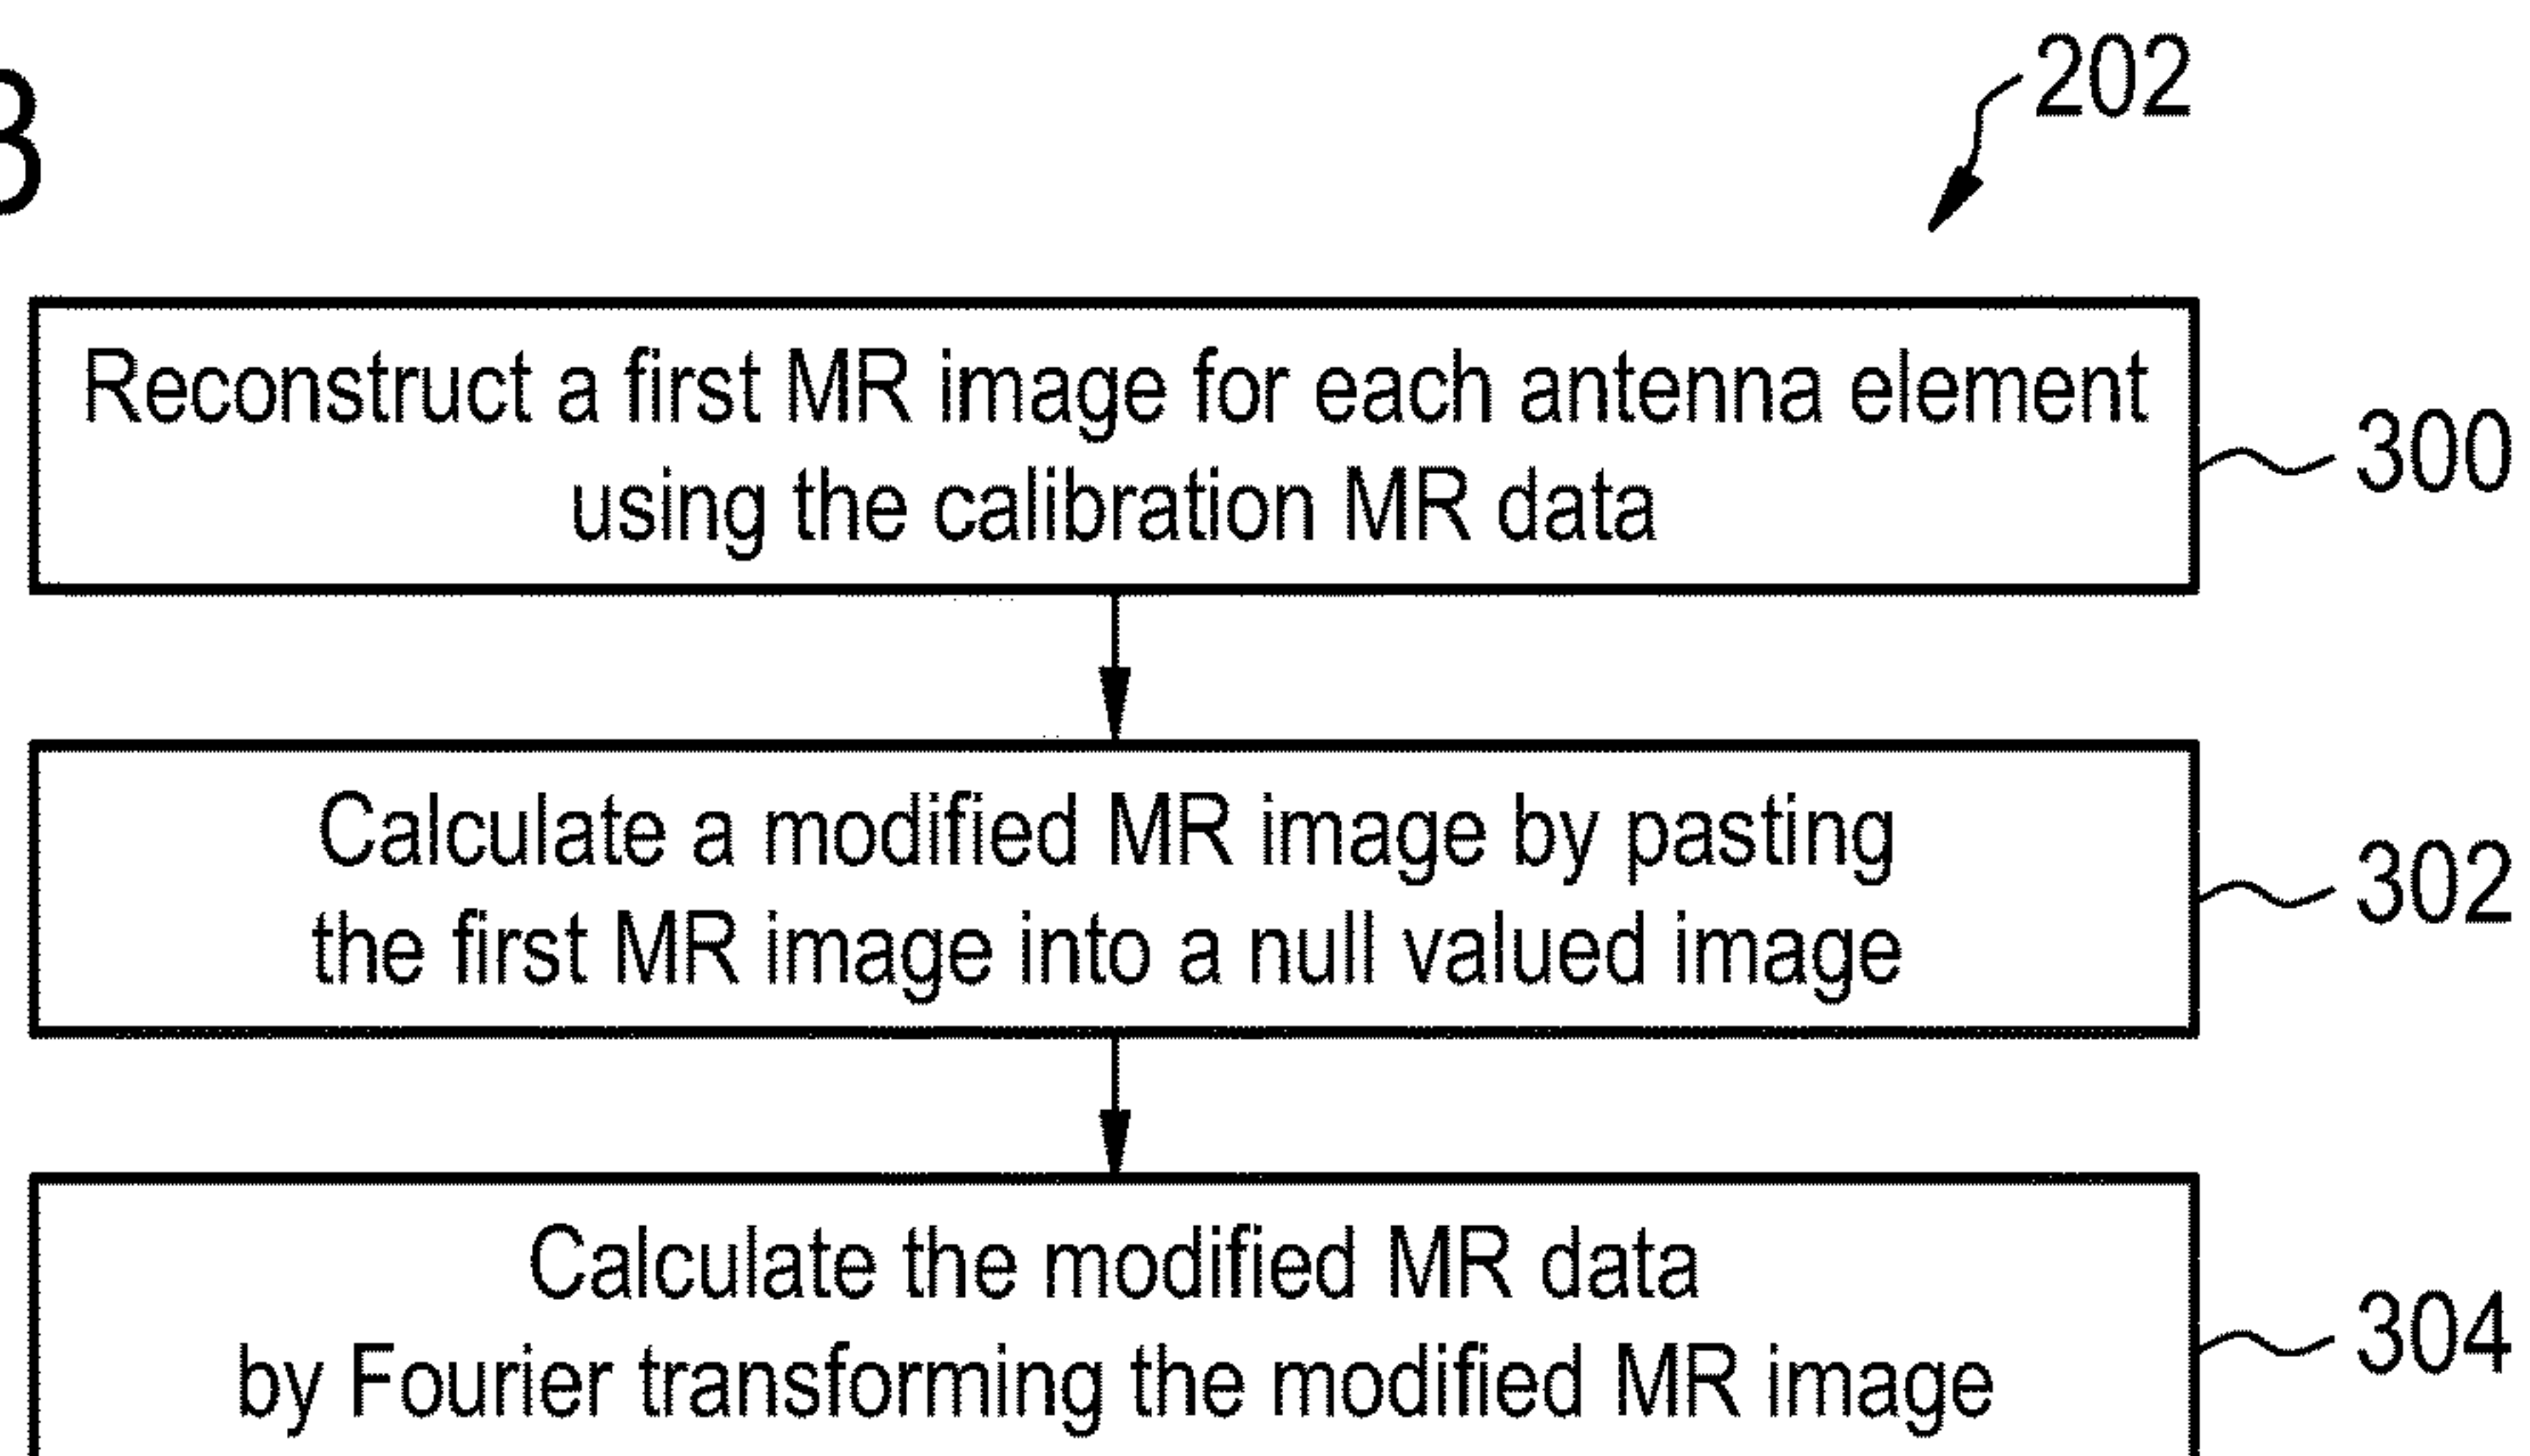 3
202
Reconstruct a first MR image for each antenna element
using the calibration MR data
300
Calculate a modified MR image by pasting
the first MR image into a null valued image
302
Calculate the modified MR data
by Fourier transforming the modified MR image
304